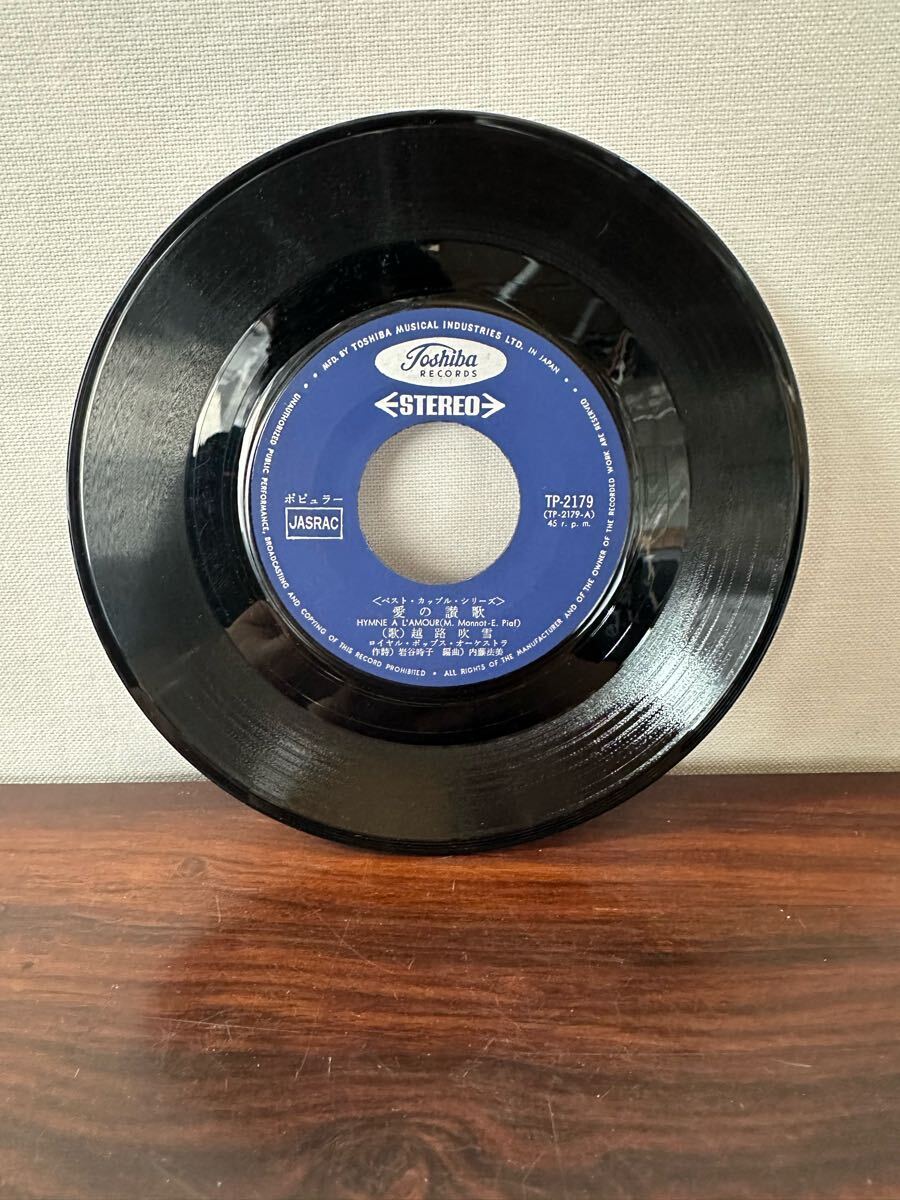 MFD. BY TOSHIBA MUSICAL INDUSTRIES LTD. IN JAPAN
Toshiba
RECORDS
STEREO
ポピュラー
JASRAC
TP-2179
(TP-2179-A)
45 r. p. m.
<ベスト・カップル・シリーズ>
愛の讃歌
HYMNE A L'AMOUR(M. Monnot-E. Piaf)
(歌) 越路吹雪
ロイヤル・ポップス・オーケストラ
作詩) 岩谷時子 編曲) 内藤法美
UNAUTHORIZED PUBLIC PERFORMANCE, BROADCASTING AND COPYING OF THIS RECORD PROHIBITED • ALL RIGHTS OF THE MANUFACTURER AND OF THE OWNER OF THE RECORDED WORK ARE RESERVED